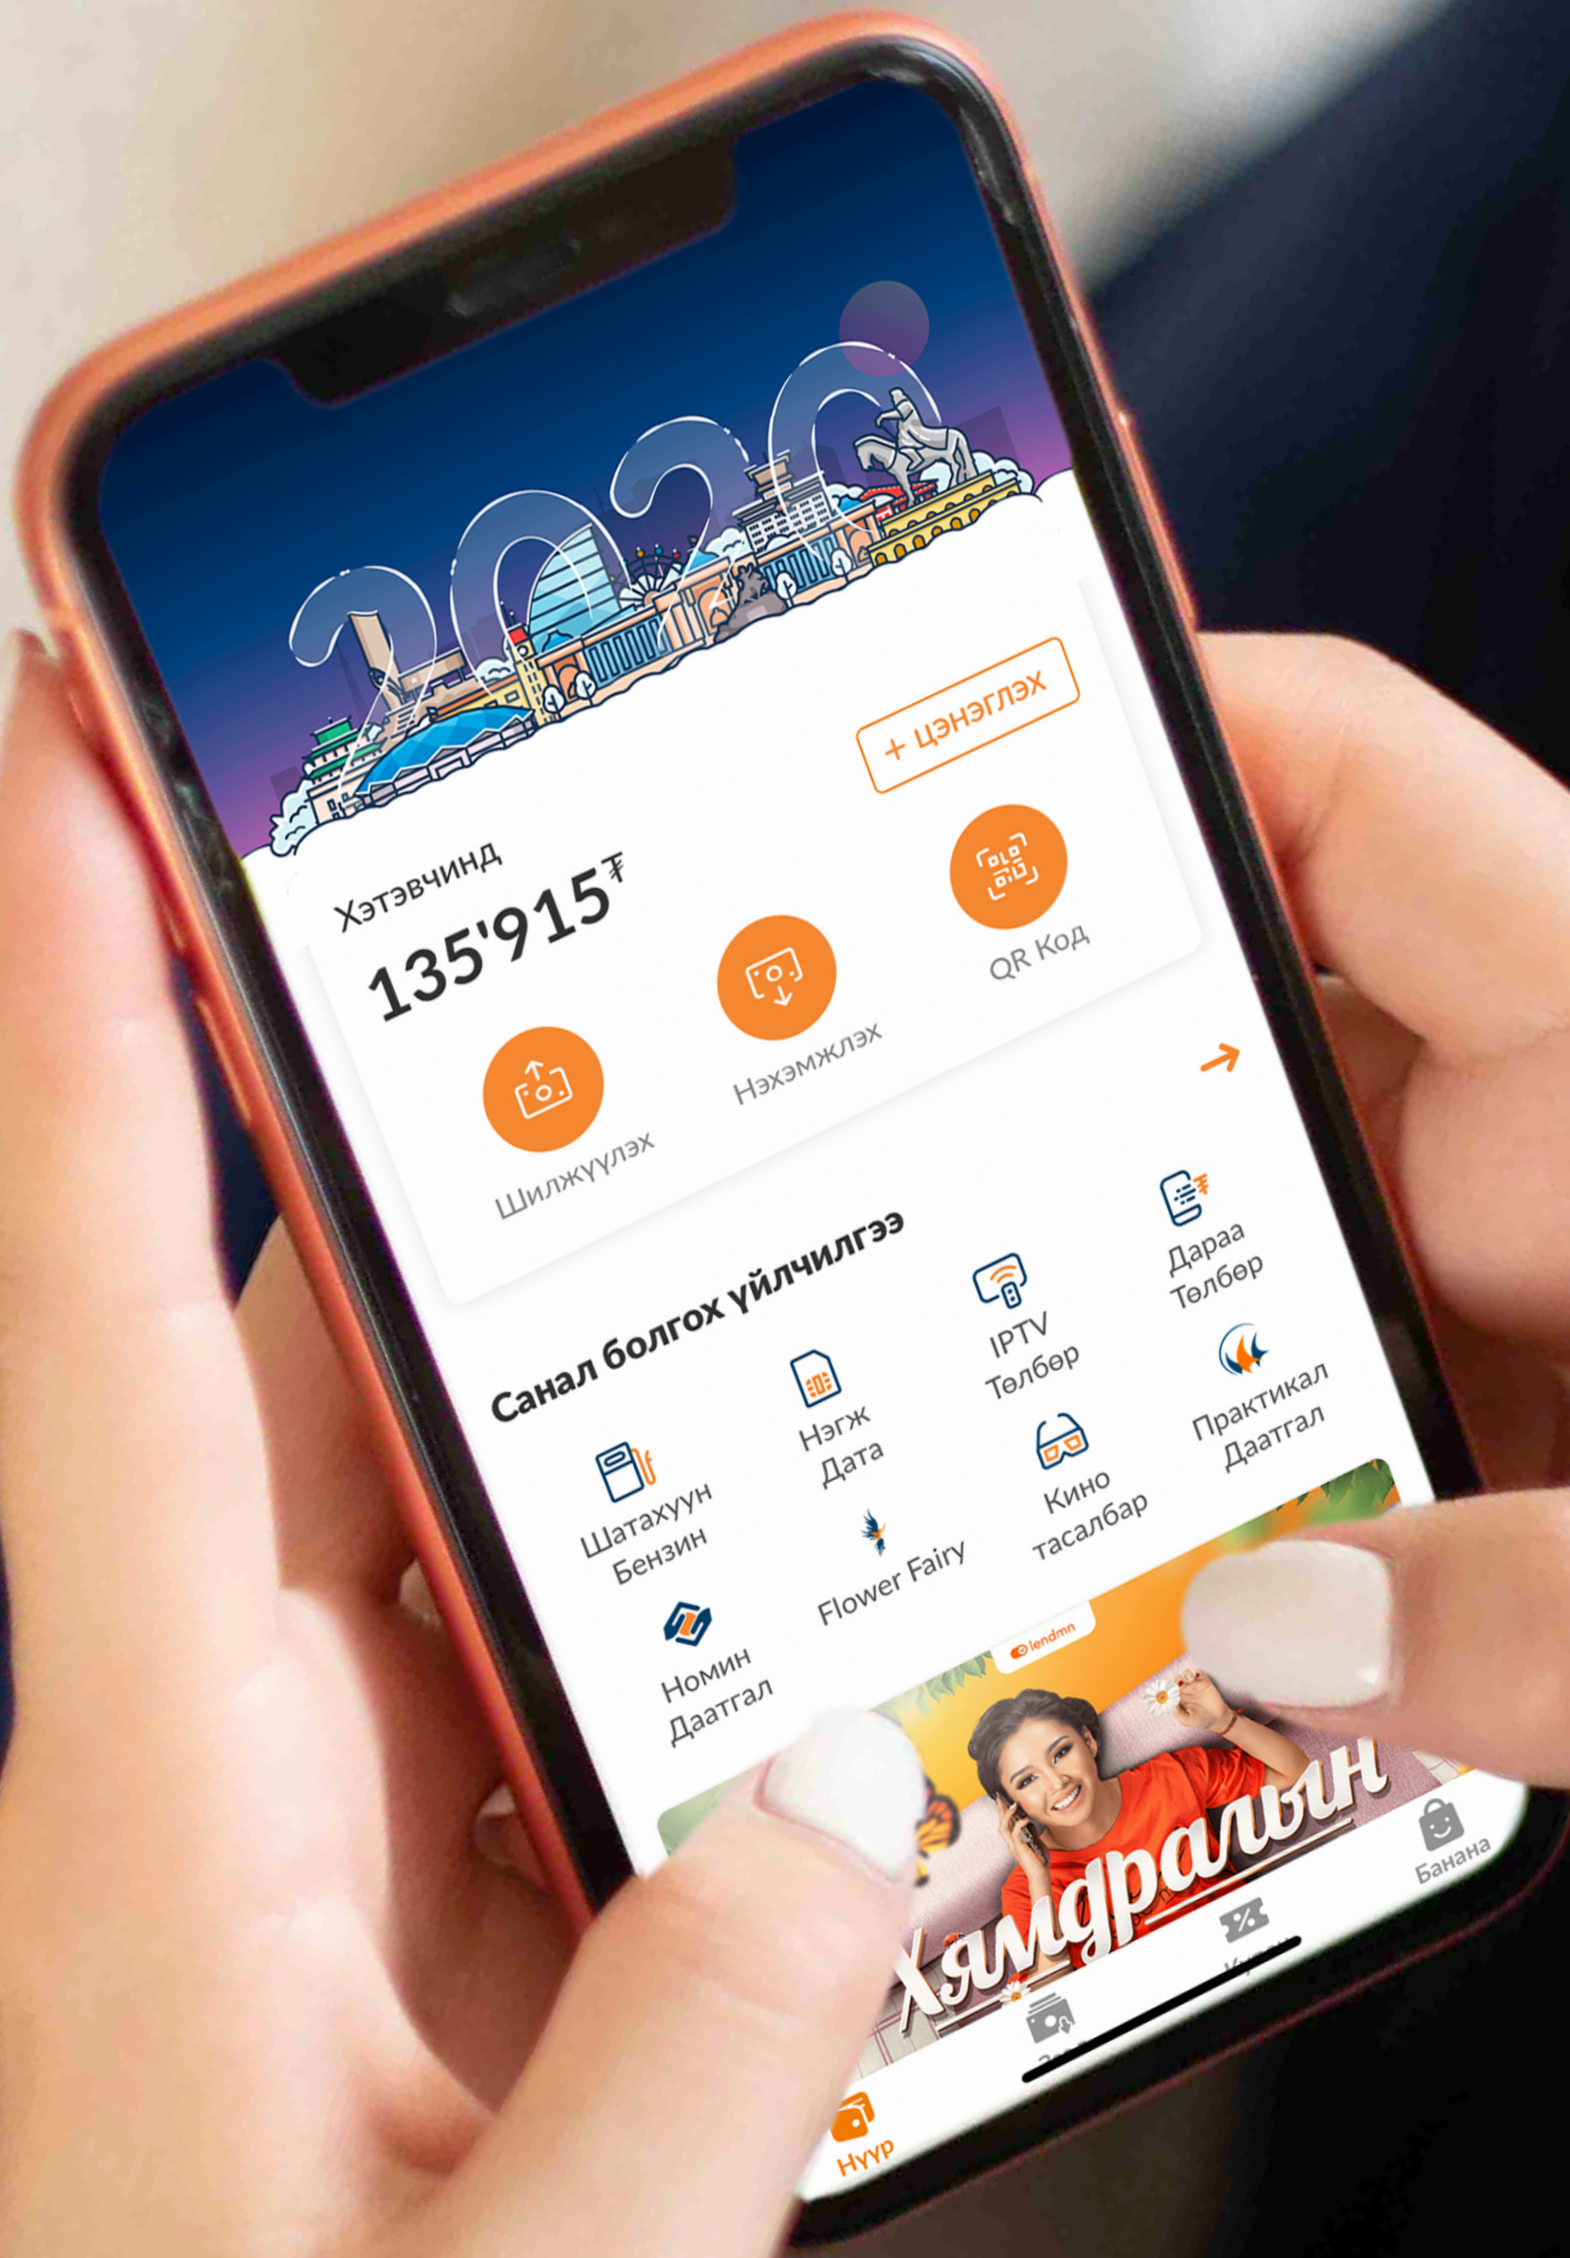 2020
+ ЦЭНЭГЛЭХ
Хэтэвчинд
135'915₮
Шилжүүлэх
Нэхэмжлэх
QR Код
Санал болгох үйлчилгээ
Шатахуун
Бензин
Нэгж
Дата
IPTV
Төлбөр
Дараа
Төлбөр
Номин
Даатгал
Flower Fairy
Кино
тасалбар
Практикал
Даатгал
lendmn
Хямдралын
Нүүр
Банана